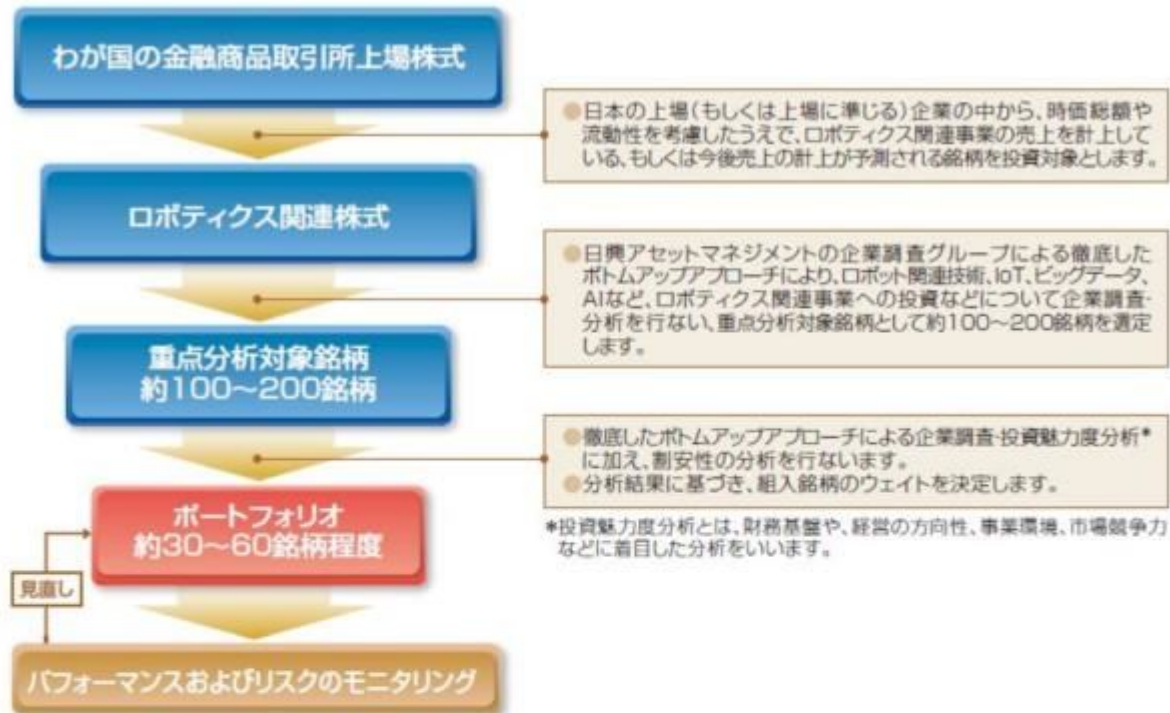 わが国の金融商品取引所上場株式
●日本の上場(もしくは上場に準じる)企業の中から、時価総額や
流動性を考慮したうえで、ロボティクス関連事業の売上を計上して
いる、もしくは今後売上の計上が予測される銘柄を投資対象とします。
ロボティクス関連株式
●日興アセットマネジメントの企業調査グループによる徹底した
ボトムアップアプローチにより、ロボット関連技術、IoT、ビッグデータ、
AIなど、ロボティクス関連事業への投資などについて企業調査・
分析を行ない、重点分析対象銘柄として約100～200銘柄を選定
します。
重点分析対象銘柄
約100～200銘柄
●徹底したボトムアップアプローチによる企業調査・投資魅力度分析*
に加え、割安性の分析を行ないます。
●分析結果に基づき、組入銘柄のウェイトを決定します。
ポートフォリオ
約30～60銘柄程度
*投資魅力度分析とは、財務基盤や、経営の方向性、事業環境、市場競争力
などに着目した分析をいいます。
見直し
パフォーマンスおよびリスクのモニタリング